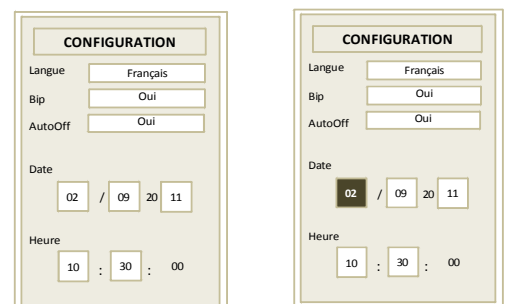 CONFIGURATION
Langue Français
Bip Oui
AutoOff Oui
Date
02 / 09 20 11
Heure
10 : 30 : 00
CONFIGURATION
Langue Français
Bip Oui
AutoOff Oui
Date
02 / 09 20 11
Heure
10 : 30 : 00